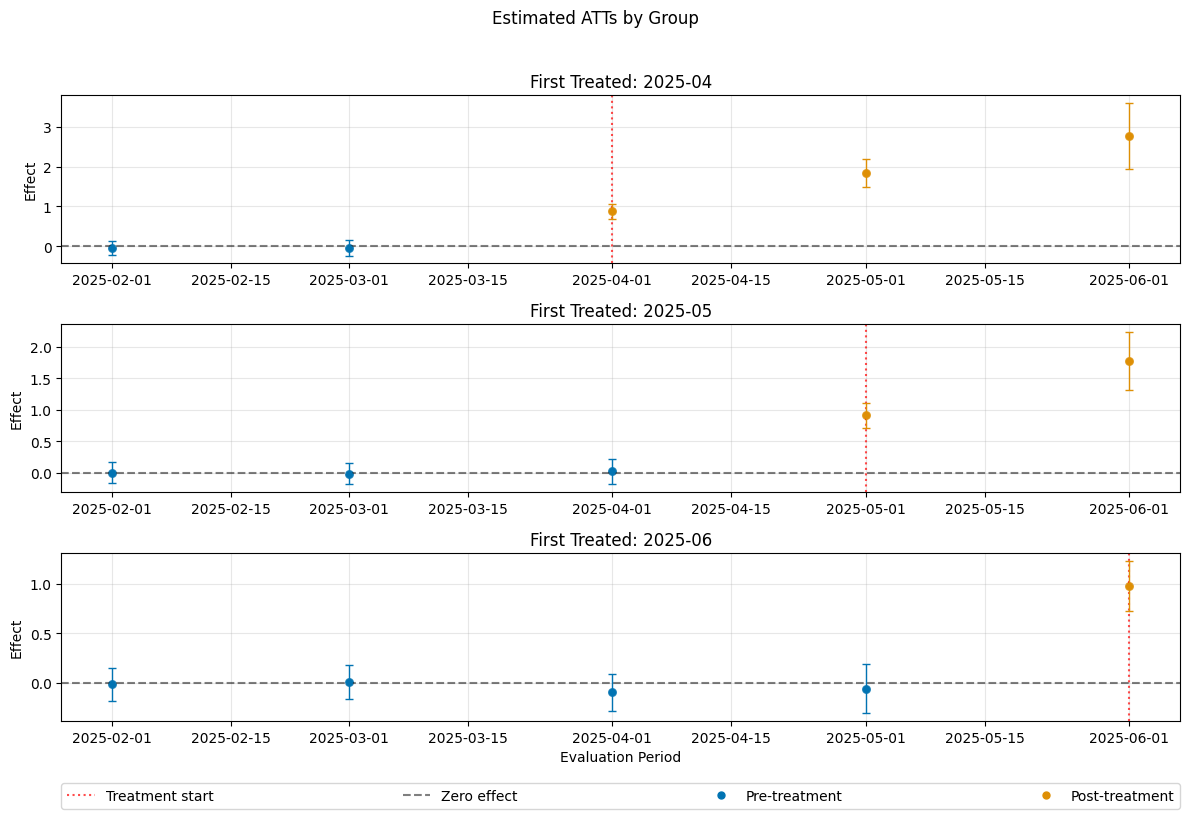 Estimated ATTs by Group
First Treated: 2025-04
Effect
3
2
1
0
2025-02-01 2025-02-15 2025-03-01 2025-03-15 2025-04-01 2025-04-15 2025-05-01 2025-05-15 2025-06-01
First Treated: 2025-05
Effect
2.0
1.5
1.0
0.5
0.0
2025-02-01 2025-02-15 2025-03-01 2025-03-15 2025-04-01 2025-04-15 2025-05-01 2025-05-15 2025-06-01
First Treated: 2025-06
Effect
1.0
0.5
0.0
2025-02-01 2025-02-15 2025-03-01 2025-03-15 2025-04-01 2025-04-15 2025-05-01 2025-05-15 2025-06-01
Evaluation Period
Treatment start Zero effect Pre-treatment Post-treatment